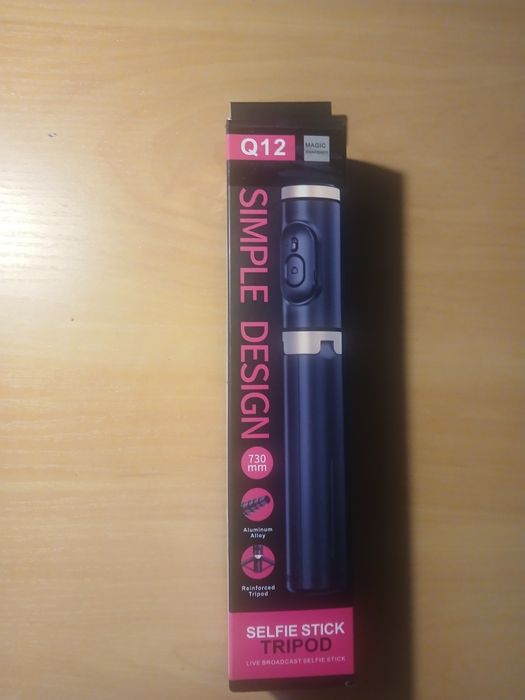 Q12
MAGIC
SIMPLE DESIGN
730
mm
Aluminum
Alloy
Reinforced
Tripod
SELFIE STICK
TRIPOD
LIVE BROADCAST SELFIE STICK